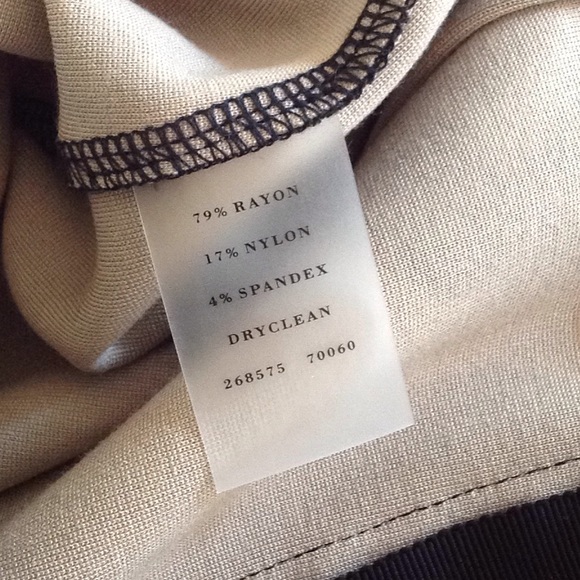 79% RAYON
17% NYLON
4% SPANDEX
DRYCLEAN
268575 70060